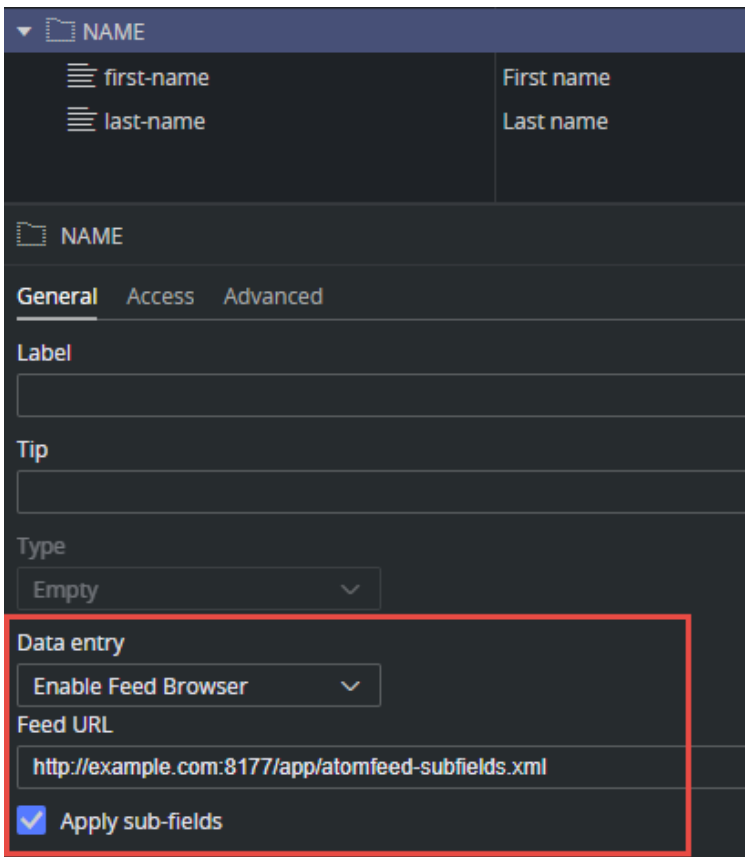 NAME
first-name First name
last-name Last name
NAME
General Access Advanced
Label
Tip
Type
Empty
Data entry
Enable Feed Browser
Feed URL
http://example.com:8177/app/atomfeed-subfields.xml
Apply sub-fields